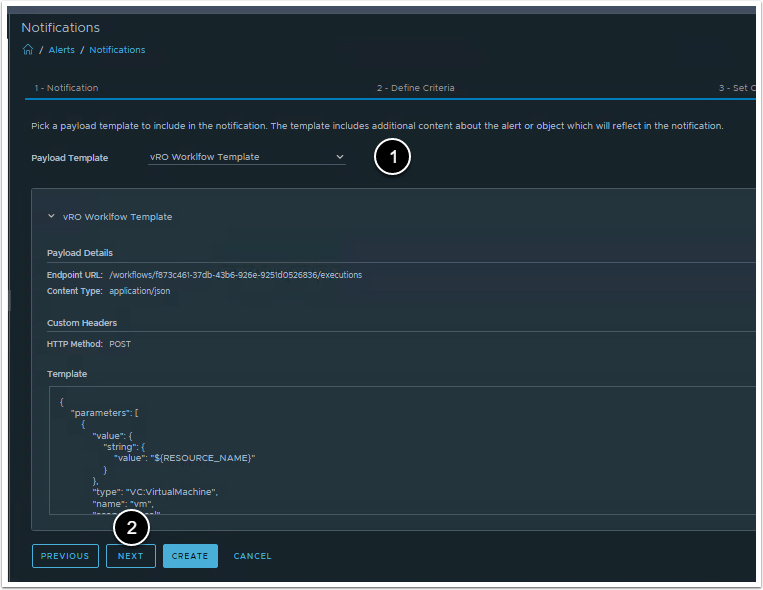 Notifications
/ Alerts / Notifications
1 - Notification 2 - Define Criteria 3 - Set
Pick a payload template to include in the notification. The template includes additional content about the alert or object which will reflect in the notification.
Payload Template vRO Worklfow Template 1
vRO Worklfow Template
Payload Details
Endpoint URL: /workflows/f873c461-37db-43b6-926e-9251d0526836/executions
Content Type: application/json
Custom Headers
HTTP Method: POST
Template
{
"parameters": [
{
"value": {
"string": {
"value": "${RESOURCE_NAME}"
}
},
"type": "VC:VirtualMachine",
"name": "vm",
2
PREVIOUS NEXT CREATE CANCEL